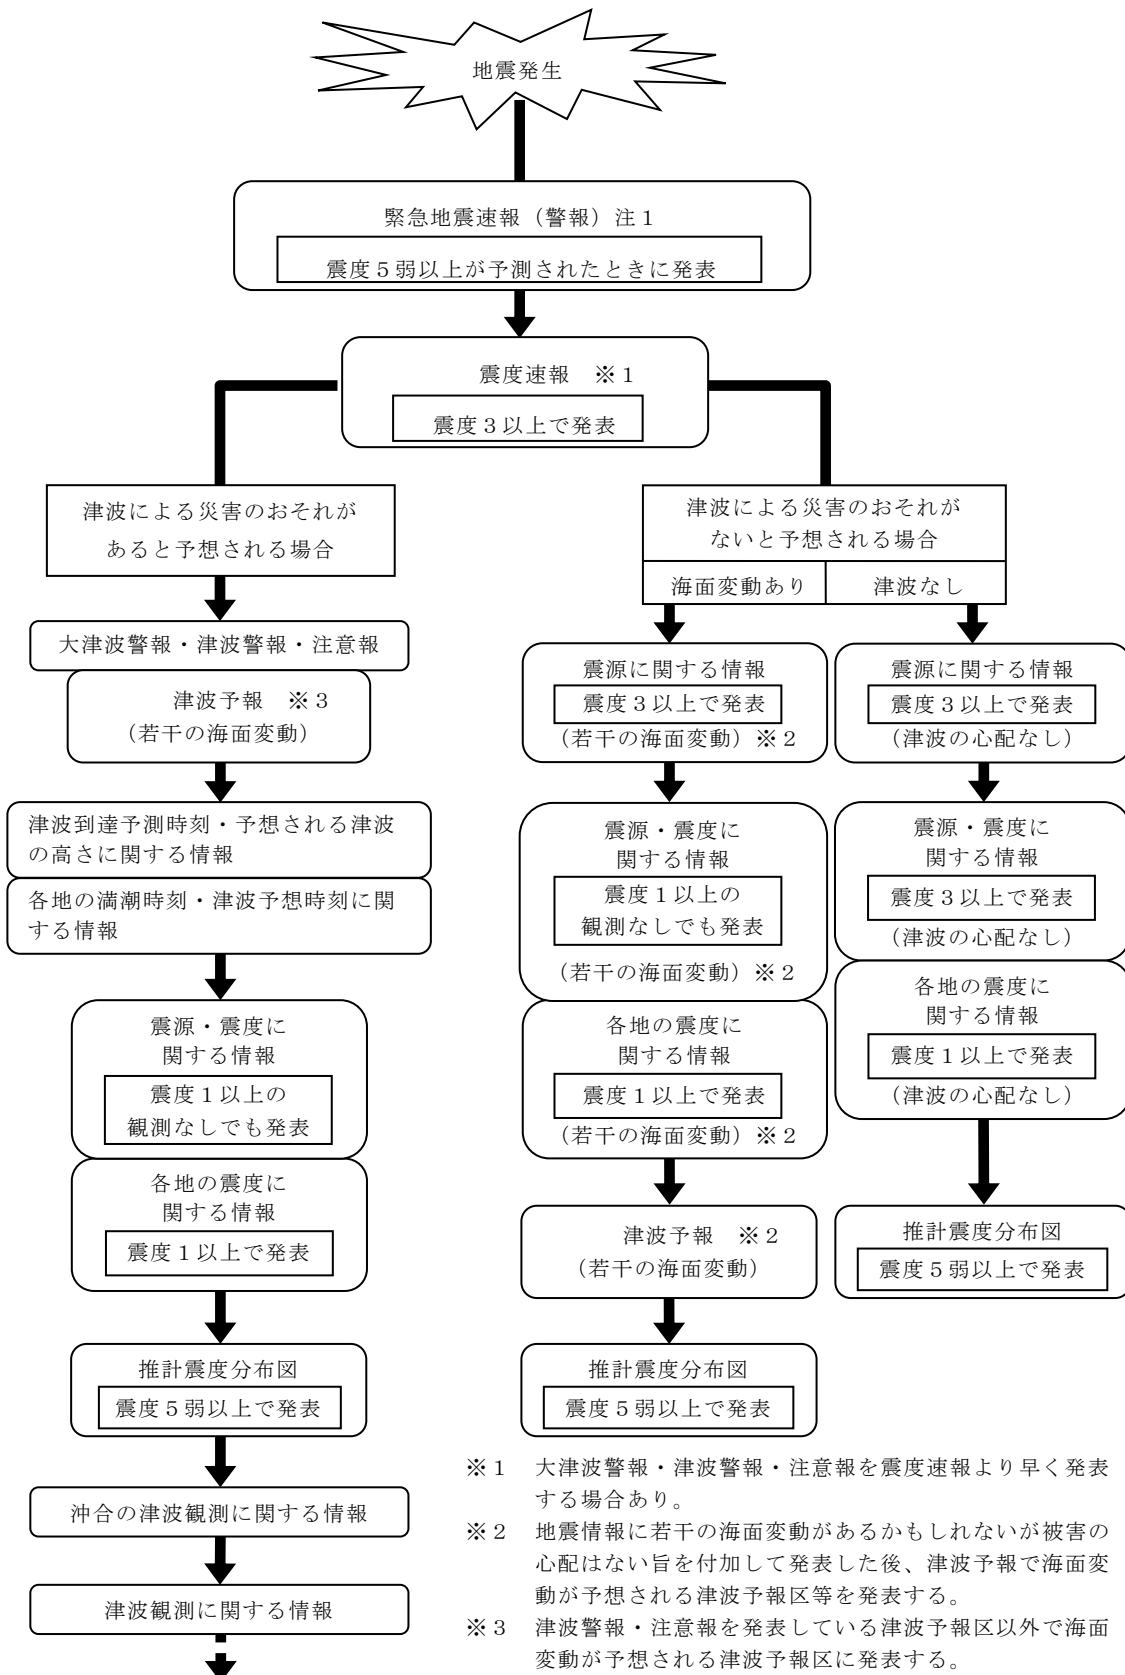 地震発生
緊急地震速報（警報）注１
震度５弱以上が予測されたときに発表
震度速報　※１
震度３以上で発表
津波による災害のおそれが
あると予想される場合
大津波警報・津波警報・注意報
津波予報　※３
（若干の海面変動）
津波到達予測時刻・予想される津波
の高さに関する情報
各地の満潮時刻・津波予想時刻に関
する情報
震源・震度に
関する情報
震度１以上の
観測なしでも発表
各地の震度に
関する情報
震度１以上で発表
推計震度分布図
震度５弱以上で発表
沖合の津波観測に関する情報
津波観測に関する情報
津波による災害のおそれが
ないと予想される場合
海面変動あり
震源に関する情報
震度３以上で発表
（若干の海面変動）※２
震源・震度に
関する情報
震度１以上の
観測なしでも発表
（若干の海面変動）※２
各地の震度に
関する情報
震度１以上で発表
（若干の海面変動）※２
津波予報　※２
（若干の海面変動）
推計震度分布図
震度５弱以上で発表
津波なし
震源に関する情報
震度３以上で発表
（津波の心配なし）
震源・震度に
関する情報
震度３以上で発表
（津波の心配なし）
各地の震度に
関する情報
震度１以上で発表
（津波の心配なし）
推計震度分布図
震度５弱以上で発表
※１　大津波警報・津波警報・注意報を震度速報より早く発表
する場合あり。
※２　地震情報に若干の海面変動があるかもしれないが被害の
心配はない旨を付加して発表した後、津波予報で海面変
動が予想される津波予報区等を発表する。
※３　津波警報・注意報を発表している津波予報区以外で海面
変動が予想される津波予報区に発表する。